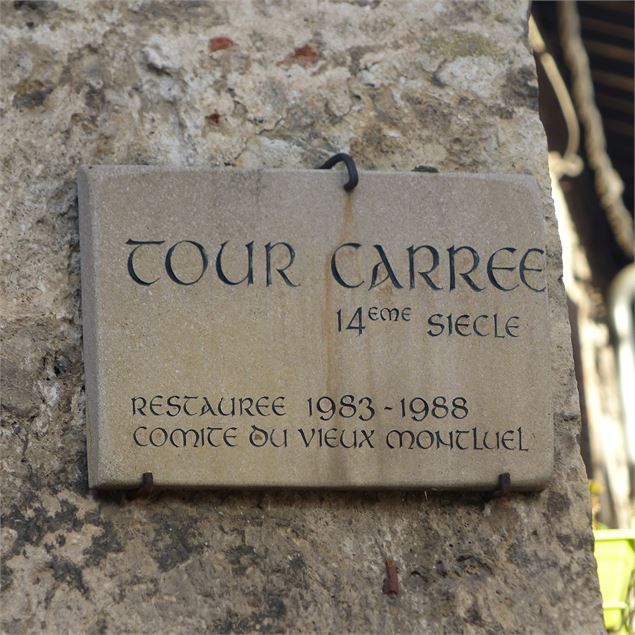 TOUR CARREE
14EME SIECLE
RESTAUREE 1983-1988
COMITE DU VIEUX MONTLUEL